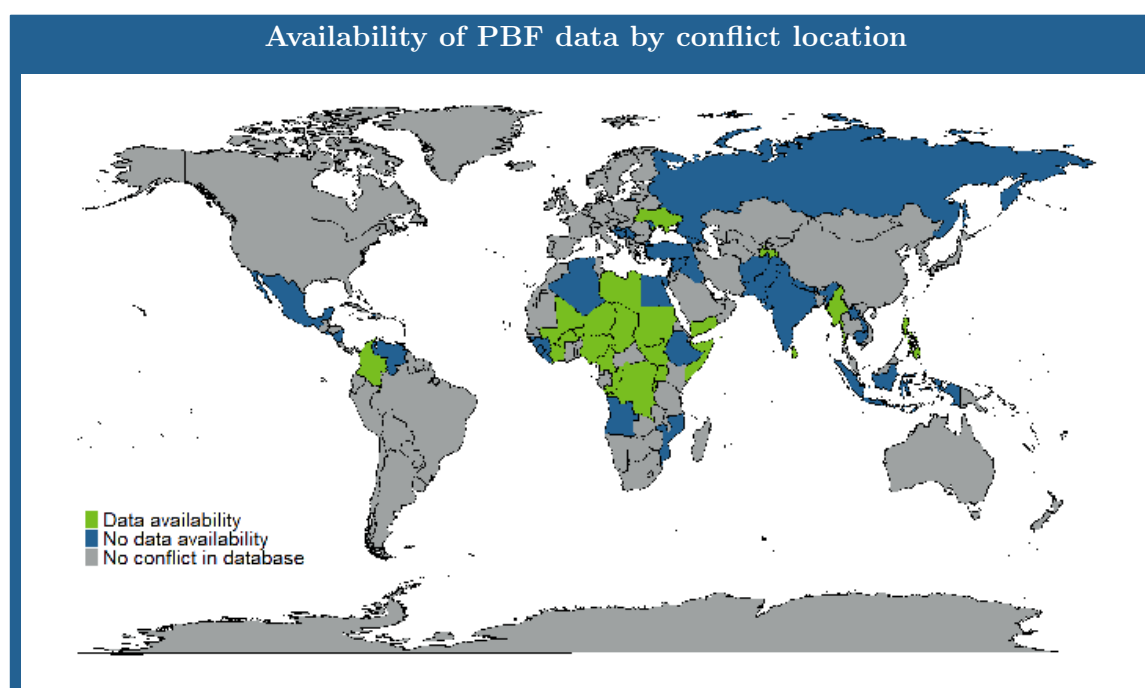 Availability of PBF data by conflict location
Data availability
No data availability
No conflict in database